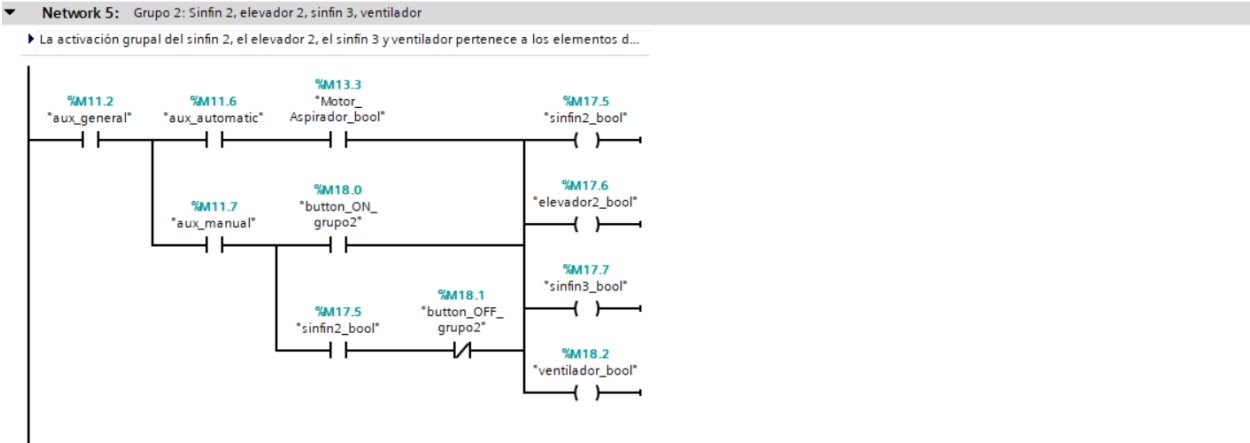 Network 5: Grupo 2: Sinfin 2, elevador 2, sinfin 3, ventilador
La activación grupal del sinfin 2, el elevador 2, el sinfín 3 y ventilador pertenece a los elementos d...
%M11.2
"aux_general"
%M11.6
"aux_automatic"
%M13.3
"Motor_
Aspirador_bool"
%M17.5
"sinfin2_bool"
%M17.6
"elevador2_bool"
%M11.7
"aux_manual"
%M18.0
"button_ON_
grupo2"
%M17.7
"sinfin3_bool"
%M17.5
"sinfin2_bool"
%M18.1
"button_OFF_
grupo2"
%M18.2
"ventilador_bool"